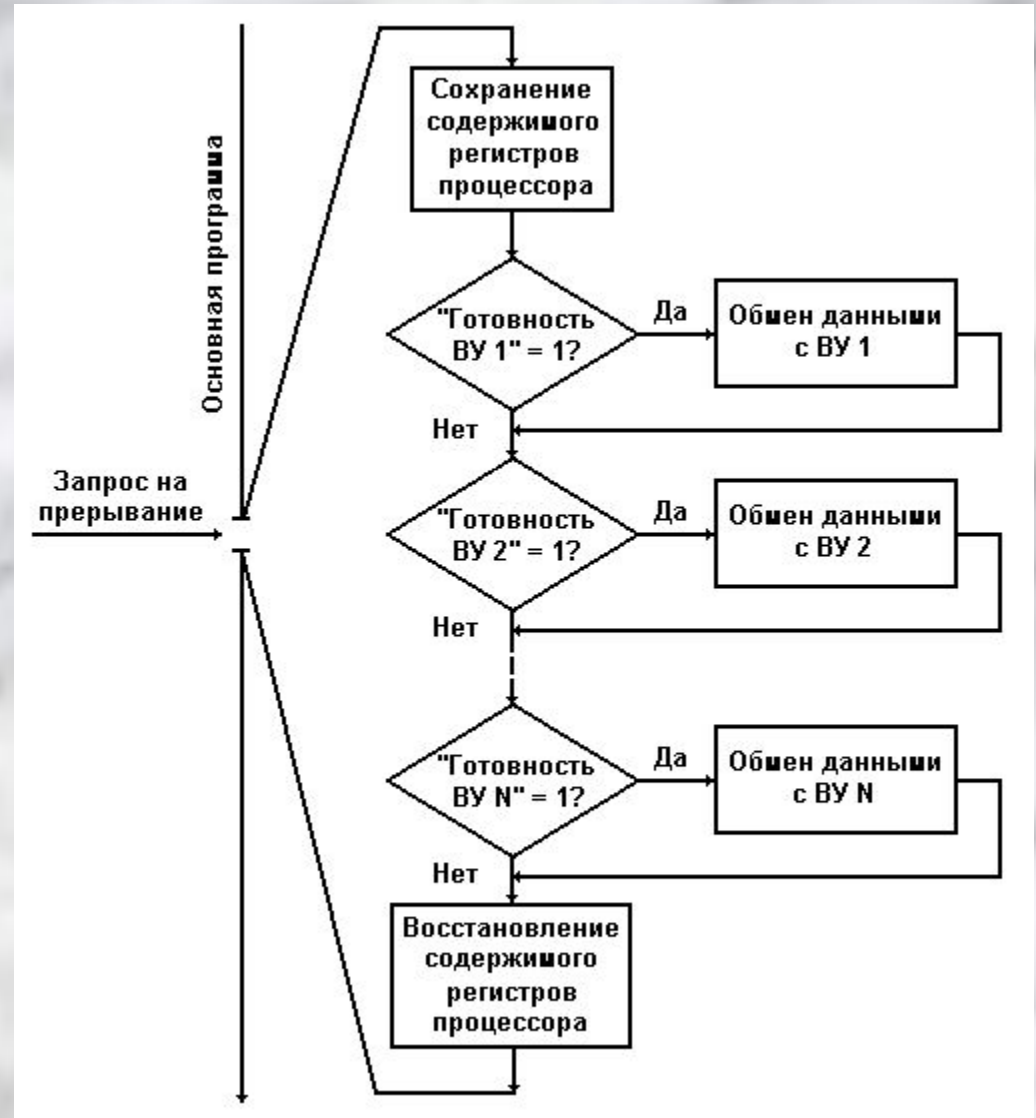 Основная программа
Запрос на
прерывание
Сохранение
содержимого
регистров
процессора
"Готовность
ВУ 1" = 1?
Да
Обмен данными
с ВУ 1
Нет
"Готовность
ВУ 2" = 1?
Да
Обмен данными
с ВУ 2
Нет
"Готовность
ВУ N" = 1?
Да
Обмен данными
с ВУ N
Нет
Восстановление
содержимого
регистров
процессора